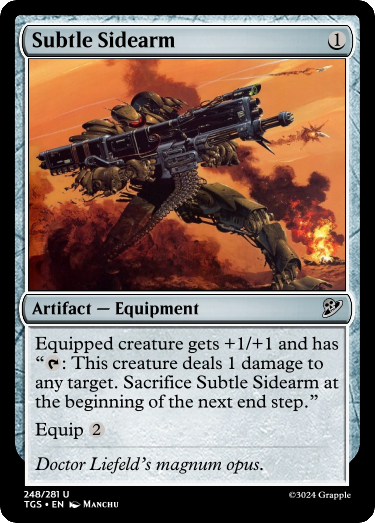 Subtle Sidearm 1
Artifact — Equipment
Equipped creature gets +1/+1 and has
“: This creature deals 1 damage to
any target. Sacrifice Subtle Sidearm at
the beginning of the next end step.”
Equip 2
Doctor Liefeld’s magnum opus.
248/281 U
TGS • EN Manchu
©3024 Grapple